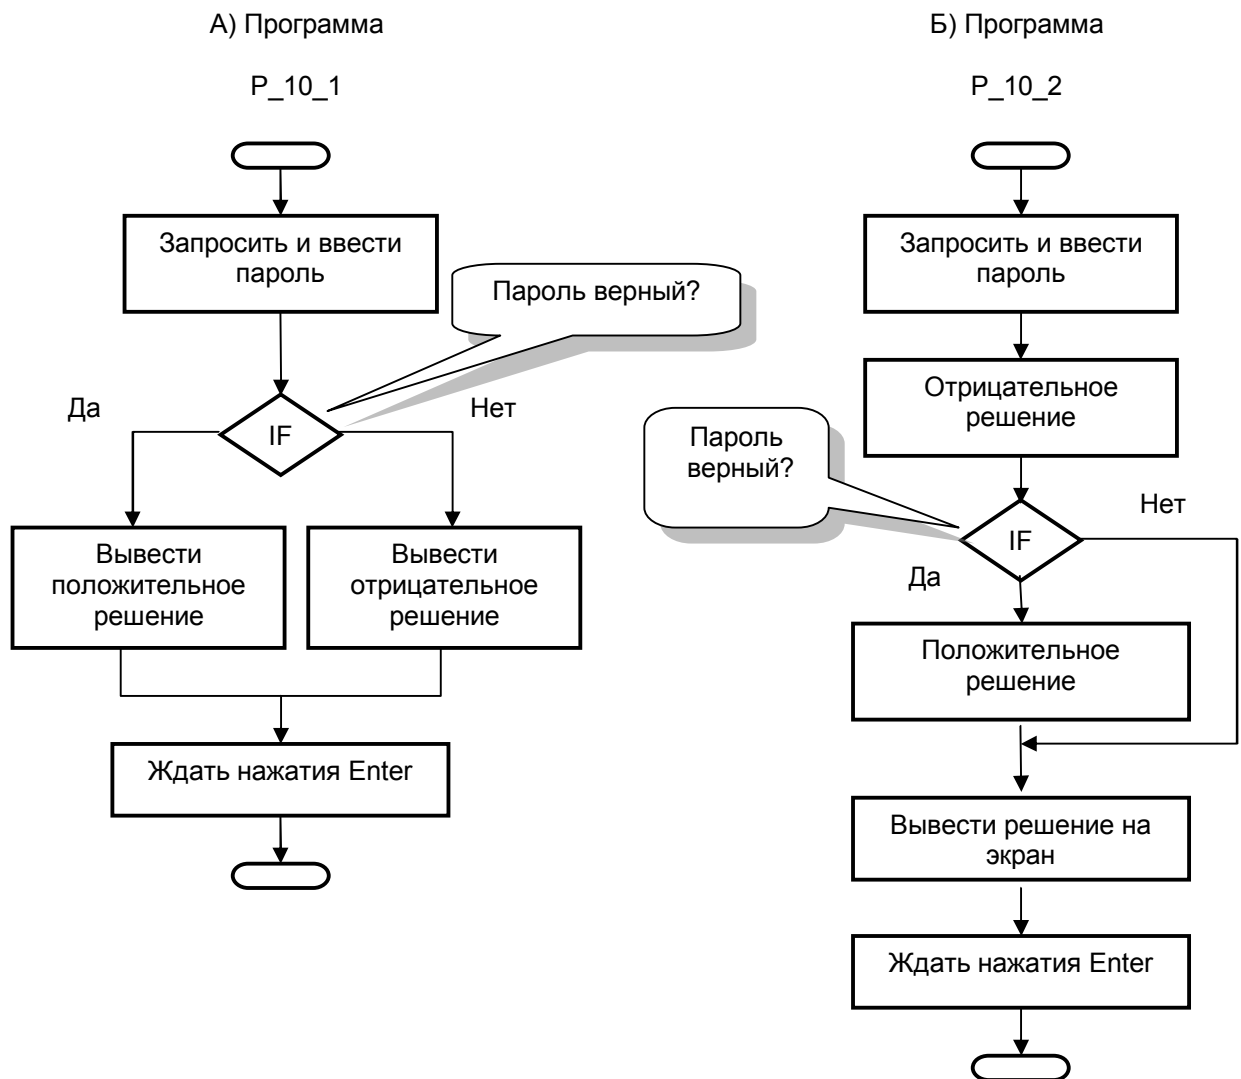 А) Программа
P_10_1
Запросить и ввести
пароль
Пароль верный?
Да
IF
Нет
Вывести
положительное
решение
Вывести
отрицательное
решение
Ждать нажатия Enter
Б) Программа
P_10_2
Запросить и ввести
пароль
Отрицательное
решение
Пароль
верный?
IF
Нет
Да
Положительное
решение
Вывести решение на
экран
Ждать нажатия Enter